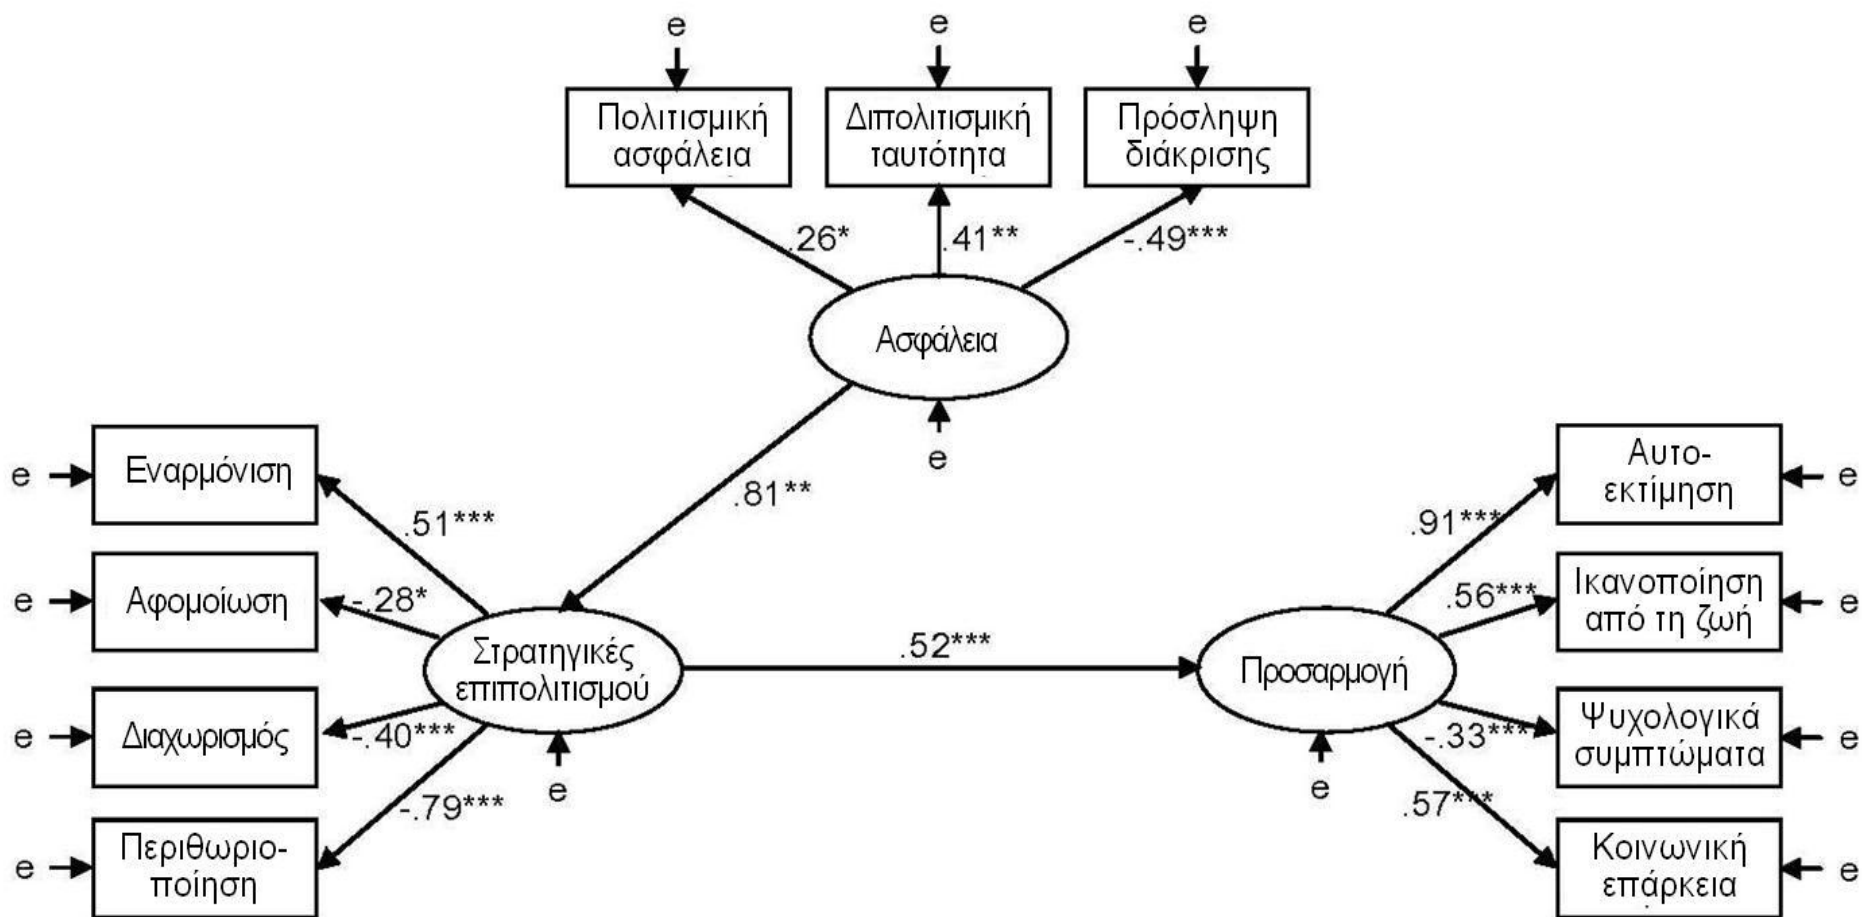 e
e
e
Πολιτισμική
ασφάλεια
Διπολιτισμική
ταυτότητα
Πρόσληψη
διάκρισης
.26*
.41**
-.49***
Ασφάλεια
e
.81**
e
Εναρμόνιση
.51***
e
Αφομοίωση
-.28*
e
Διαχωρισμός
-.40***
e
Περιθωριο-
ποίηση
-.79***
Στρατηγικές
επιπολιτισμού
e
.52***
Προσαρμογή
e
.91***
Αυτο-
εκτίμηση
e
.56***
Ικανοποίηση
από τη ζωή
e
-.33***
Ψυχολογικά
συμπτώματα
e
.57***
Κοινωνική
επάρκεια
e